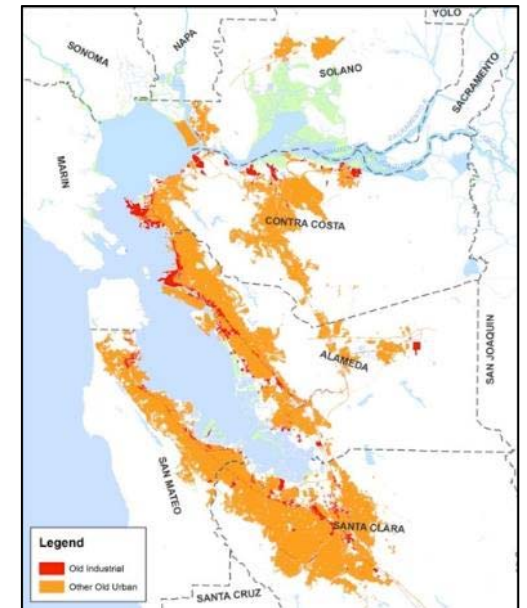 YOLO
NAPA
SONOMA
SOLANO
SACRAMENTO
SACRAMENTO
MARIN
CONTRA COSTA
SAN JOAQUIN
ALAMEDA
SAN MATEO
SANTA CLARA
SANTA CRUZ
Legend
Old Industrial
Other Old Urban